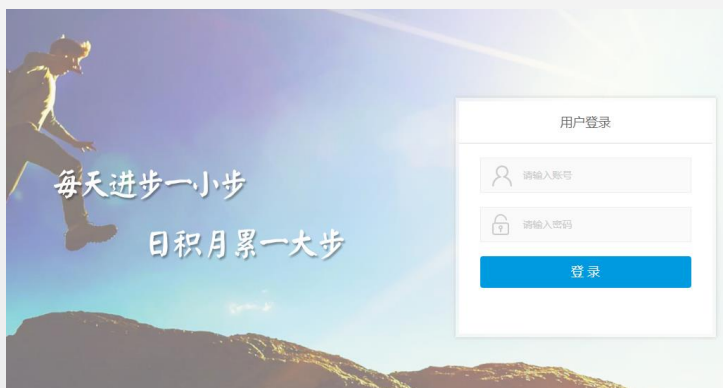 每天进步一小步
日积月累一大步
用户登录
请输入账号
请输入密码
登录